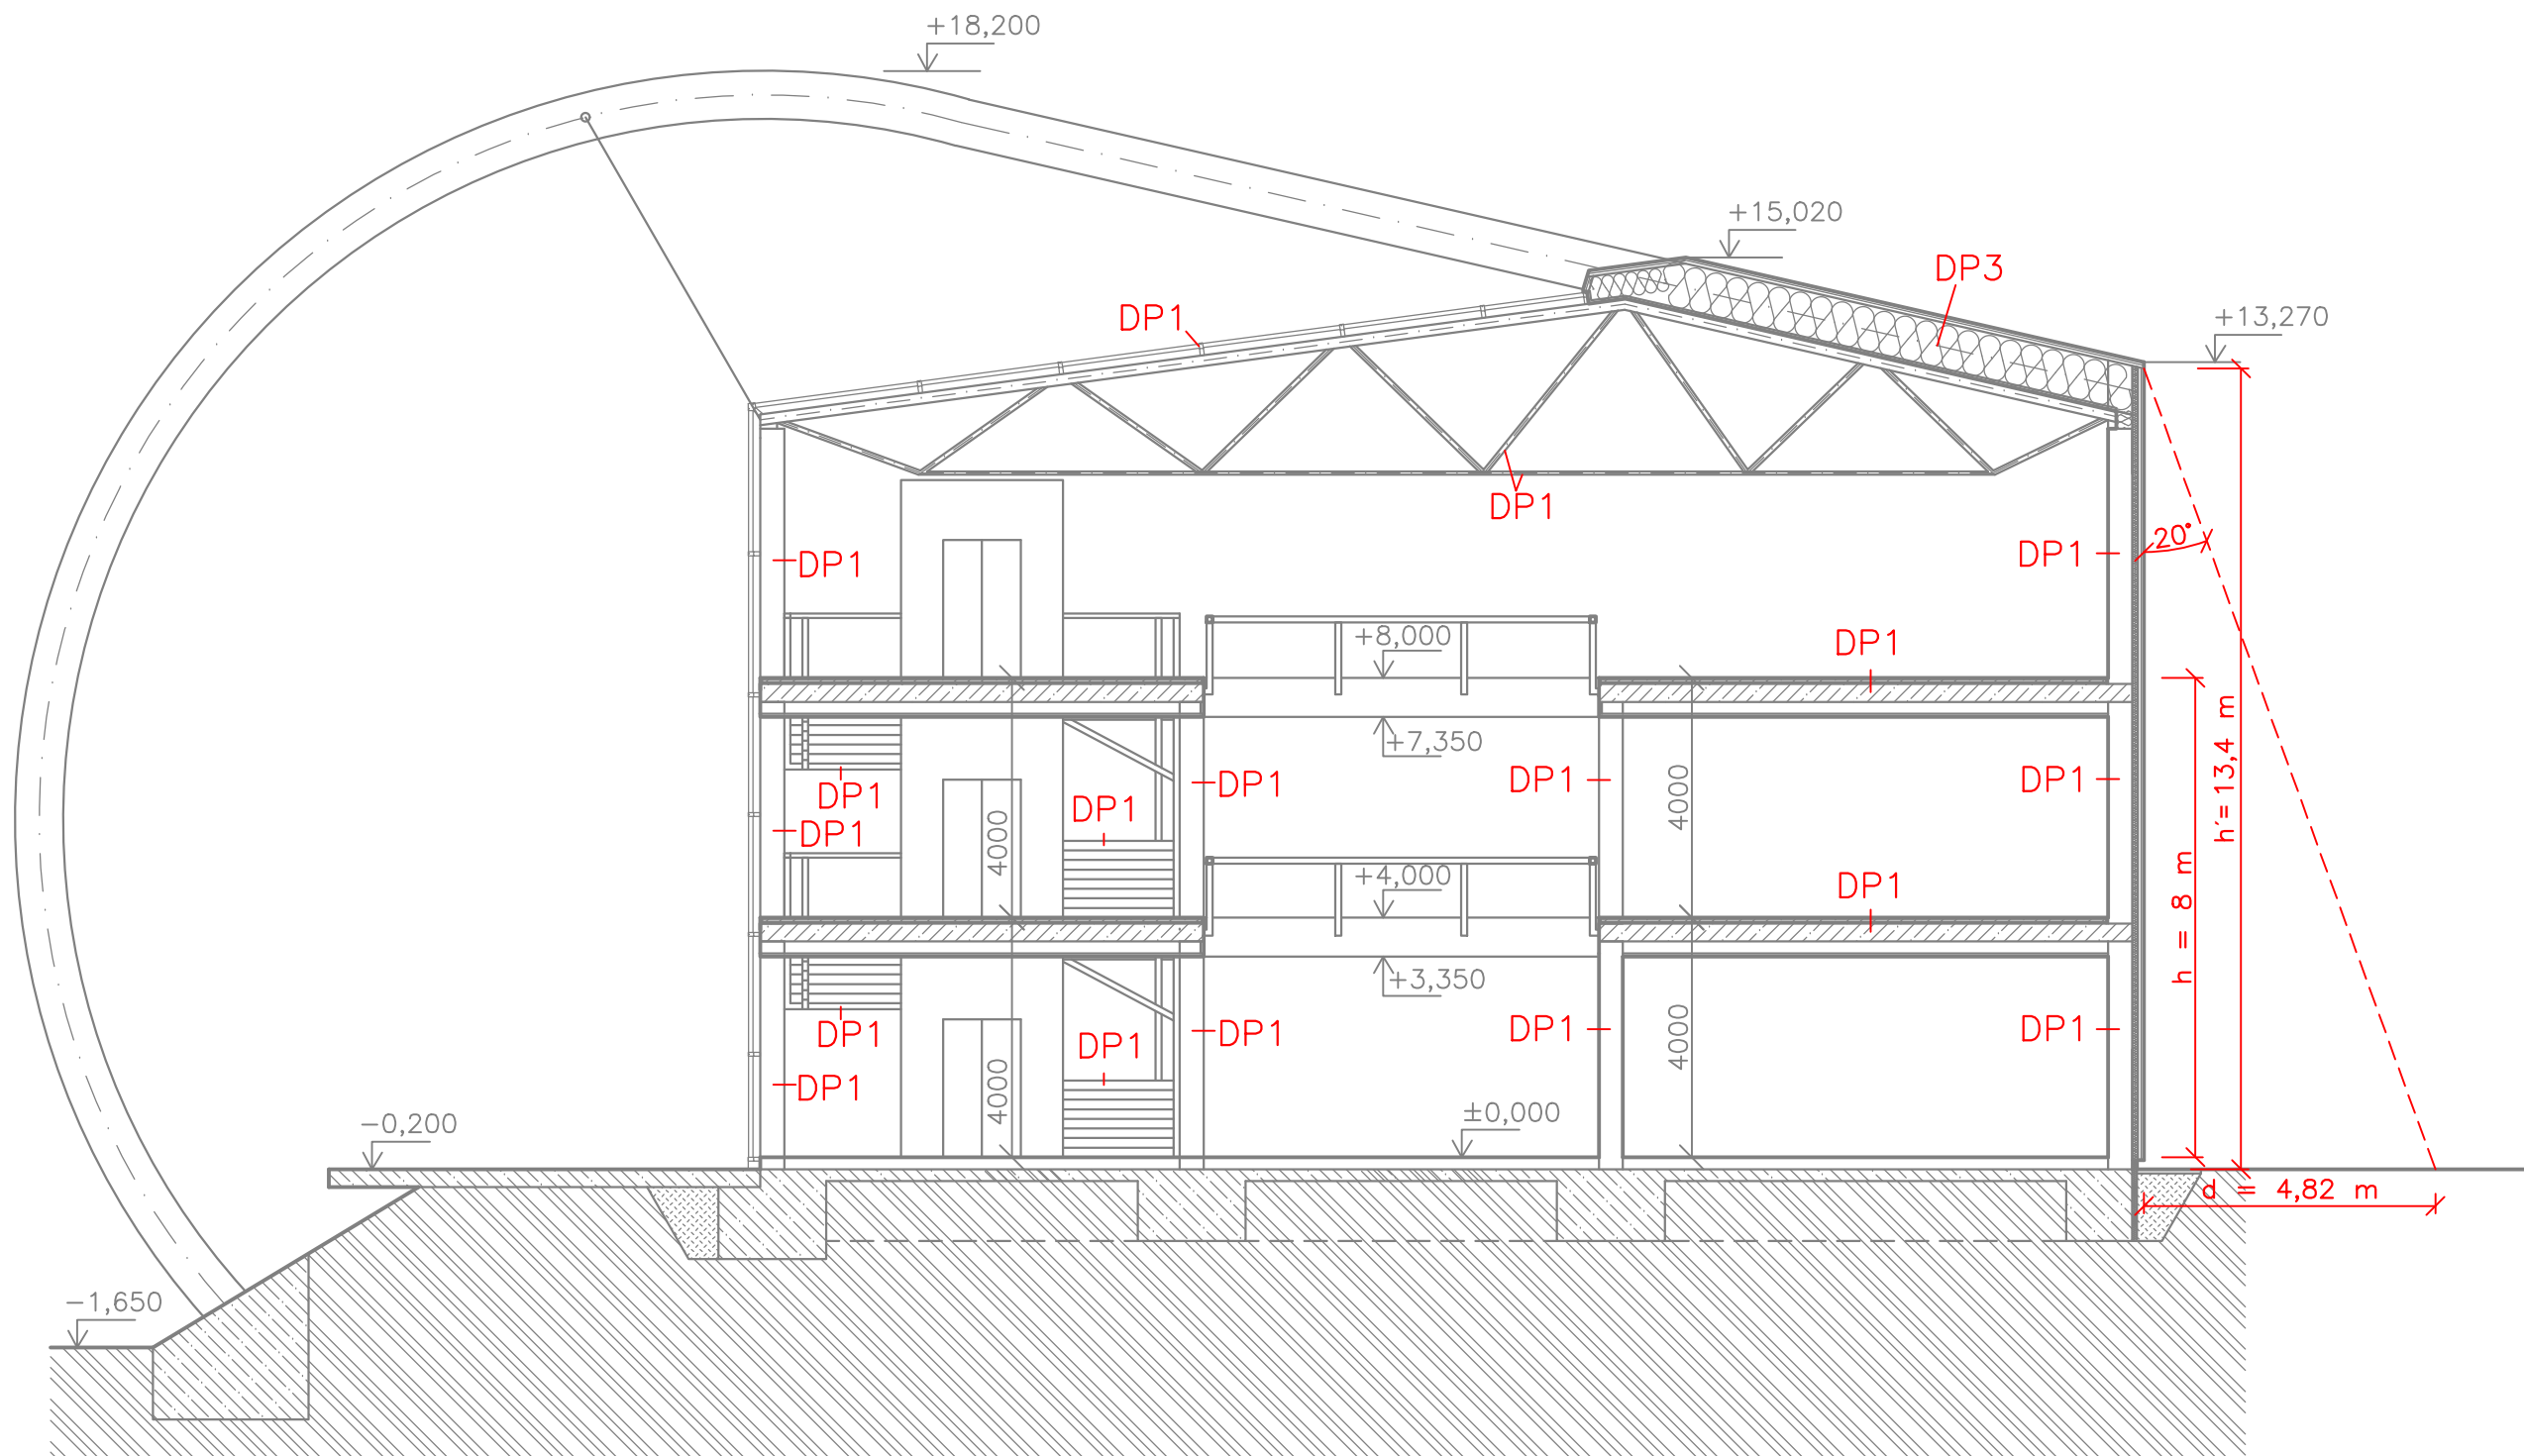 +18,200
+15,020
DP3
DP1
+13,270
DP1
20°
DP1
DP1
+8,000
DP1
+7,350
h´=13,4 m
DP1
DP1
DP1
DP1
DP1
DP1
4000
DP1
4000
h = 8 m
+4,000
DP1
+3,350
DP1
DP1
DP1
DP1
DP1
4000
DP1
4000
-0,200
±0,000
d = 4,82 m
-1,650